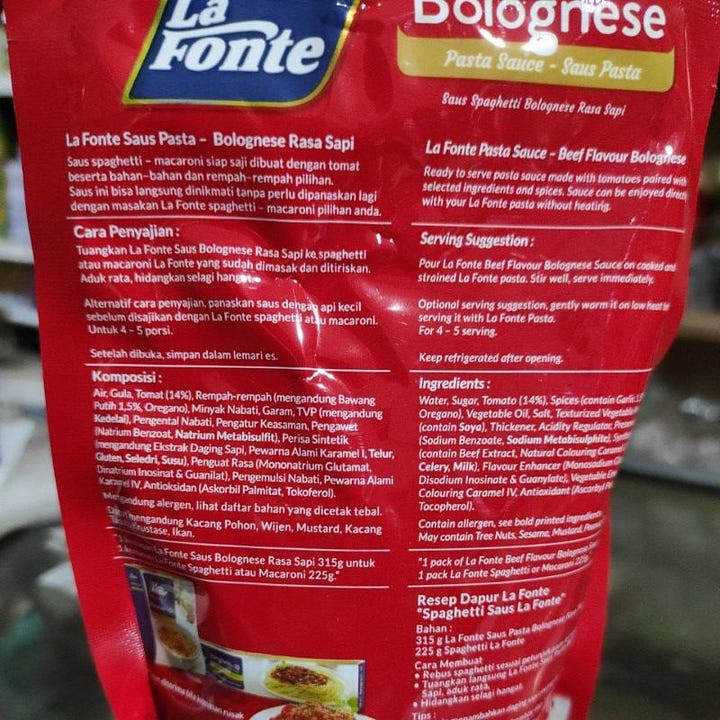 La
Fonte
Bolognese
Pasta Sauce - Saus Pasta
Saus Spaghetti Bolognese Rasa Sapi
La Fonte Saus Pasta – Bolognese Rasa Sapi
Saus spaghetti – macaroni siap saji dibuat dengan tomat
beserta bahan-bahan dan rempah-rempah pilihan.
Saus ini bisa langsung dinikmati tanpa perlu dipanaskan lagi
dengan masakan La Fonte spaghetti – macaroni pilihan anda.
Cara Penyajian :
Tuangkan La Fonte Saus Bolognese Rasa Sapi ke spaghetti
atau macaroni La Fonte yang sudah dimasak dan ditiriskan.
Aduk rata, hidangkan selagi hangat.
Alternatif cara penyajian, panaskan saus dengan api kecil
sebelum disajikan dengan La Fonte spaghetti atau macaroni.
Untuk 4 – 5 porsi.
Setelah dibuka, simpan dalam lemari es.
Komposisi :
Air, Gula, Tomat (14%), Rempah-rempah (mengandung Bawang
Putih 1,5%, Oregano), Minyak Nabati, Garam, TVP (mengandung
Kedelai), Pengental Nabati, Pengatur Keasaman, Pengawet
(Natrium Benzoat, Natrium Metabisulfit), Perisa Sintetik
(mengandung Ekstrak Daging Sapi, Pewarna Alami Karamel I, Telur,
Gluten, Seledri, Susu), Penguat Rasa (Mononatrium Glutamat,
Dinatrium Inosinat & Guanilat), Pengemulsi Nabati, Pewarna Alami
Karamel IV, Antioksidan (Askorbil Palmitat, Tokoferol).
Mengandung alergen, lihat daftar bahan yang dicetak tebal.
mengandung Kacang Pohon, Wijen, Mustard, Kacang
Ikan.
La Fonte Saus Bolognese Rasa Sapi 315g untuk
La Fonte Spaghetti atau Macaroni 225g."
La Fonte Pasta Sauce – Beef Flavour Bolognese
Ready to serve pasta sauce made with tomatoes paired with
selected ingredients and spices. Sauce can be enjoyed directly
with your La Fonte pasta without heating.
Serving Suggestion :
Pour La Fonte Beef Flavour Bolognese Sauce on cooked and
strained La Fonte pasta. Stir well, serve immediately.
Optional serving suggestion, gently warm it on low heat
serving it with La Fonte Pasta.
For 4 – 5 serving.
Keep refrigerated after opening.
Ingredients :
Water, Sugar, Tomato (14%), Spices (contain Garlic
Oregano), Vegetable Oil, Salt, Texturized Vegetable
(contain Soya), Thickener, Acidity Regulator,
(Sodium Benzoate, Sodium Metabisulphite),
(contain Beef Extract, Natural Colouring
Celery, Milk), Flavour Enhancer (Monosodium
Disodium Inosinate & Guanylate), Vegetable
Colouring Caramel IV, Antioxidant (Ascorbyl
Tocopherol).
Contain allergen, see bold printed ingredients
May contain Tree Nuts, Sesame, Mustard,
"1 pack of La Fonte Beef Flavour Bolognese
1 pack La Fonte Spaghetti or Macaroni
Resep Dapur La Fonte
"Spaghetti Saus La Fonte"
Bahan :
315 g La Fonte Saus Pasta Bolognese
225 g Spaghetti La Fonte
Cara Membuat
• Rebus spaghetti sesuai
• Tuangkan langsung La Fonte
Sapi, aduk rata.
• Hidangkan selagi hangat.
Tips :
menambahkan daging